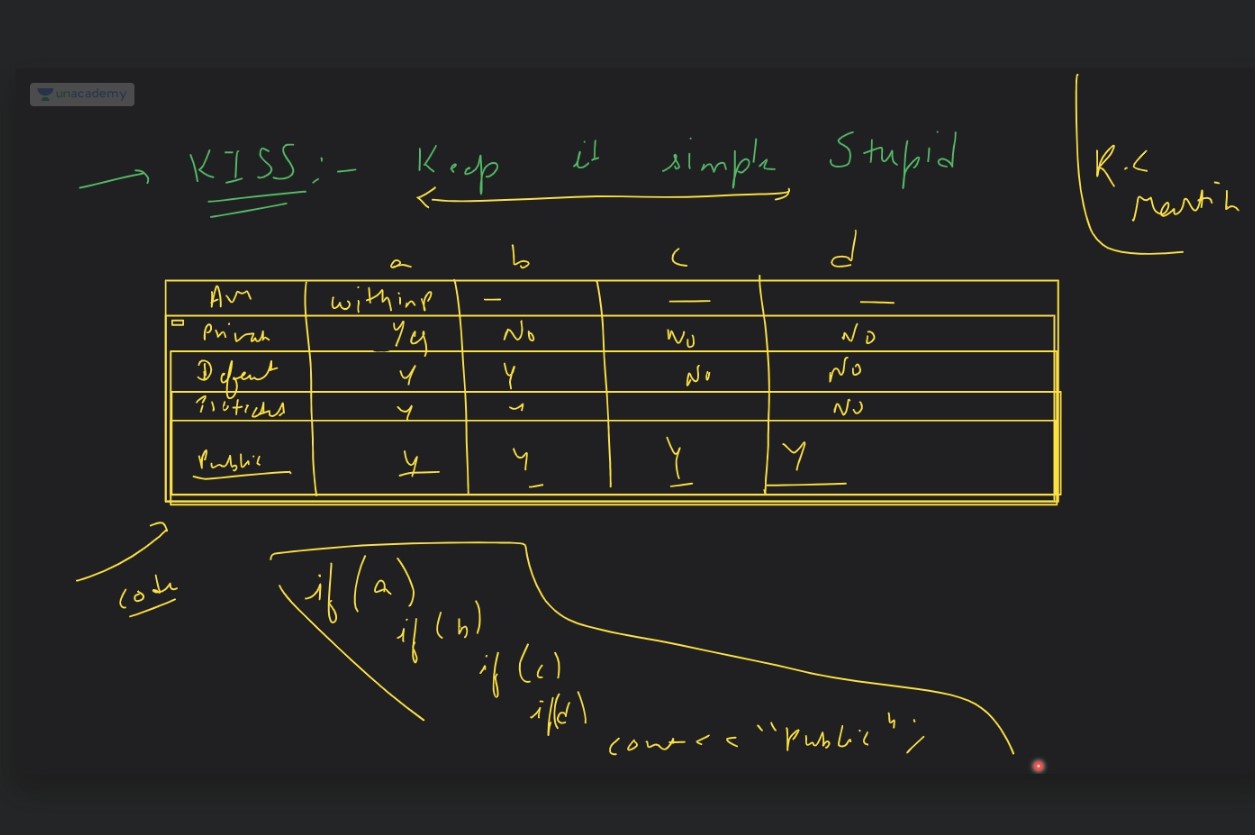 unacademy
→ KISS :- Keep it simple Stupid
R.C
Martin
a b c d
Am within p — — —
Private Yes No No No
Default Y Y No No
Protected Y Y No
Public Y Y Y Y
code
if (a)
if (b)
if (c)
if(d)
cout << "public";